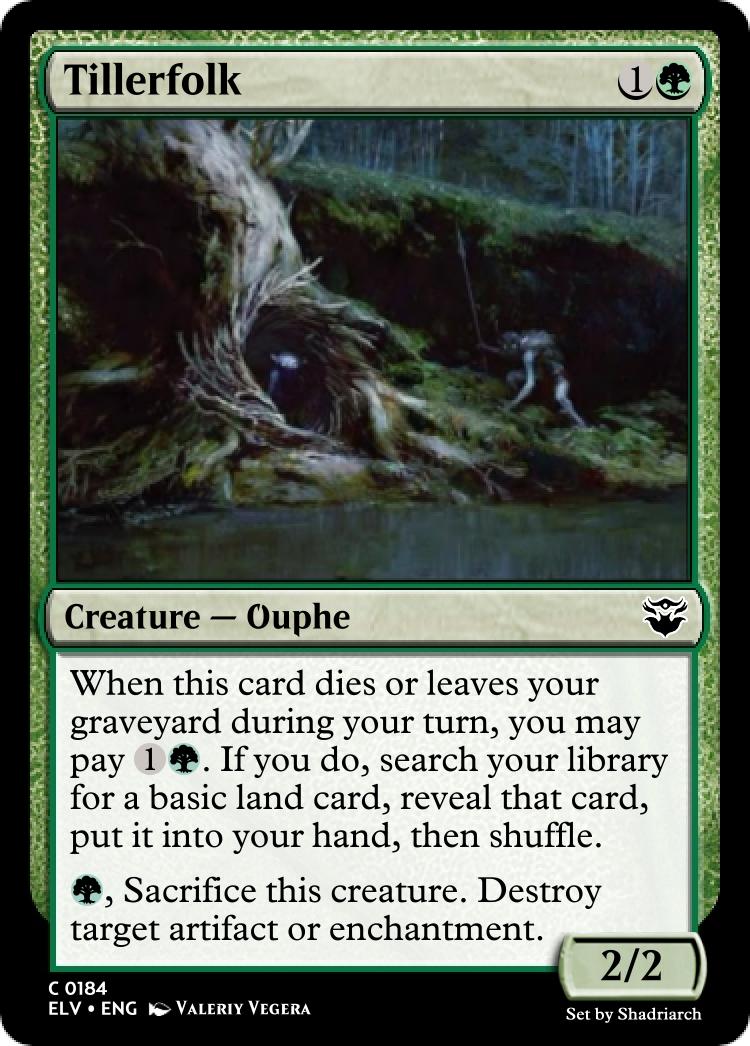 Tillerfolk 1
Creature — Ouphe
When this card dies or leaves your
graveyard during your turn, you may
pay 1. If you do, search your library
for a basic land card, reveal that card,
put it into your hand, then shuffle.
, Sacrifice this creature. Destroy
target artifact or enchantment.
2/2
C 0184
ELV • ENG VALERIY VEGERA
Set by Shadriarch